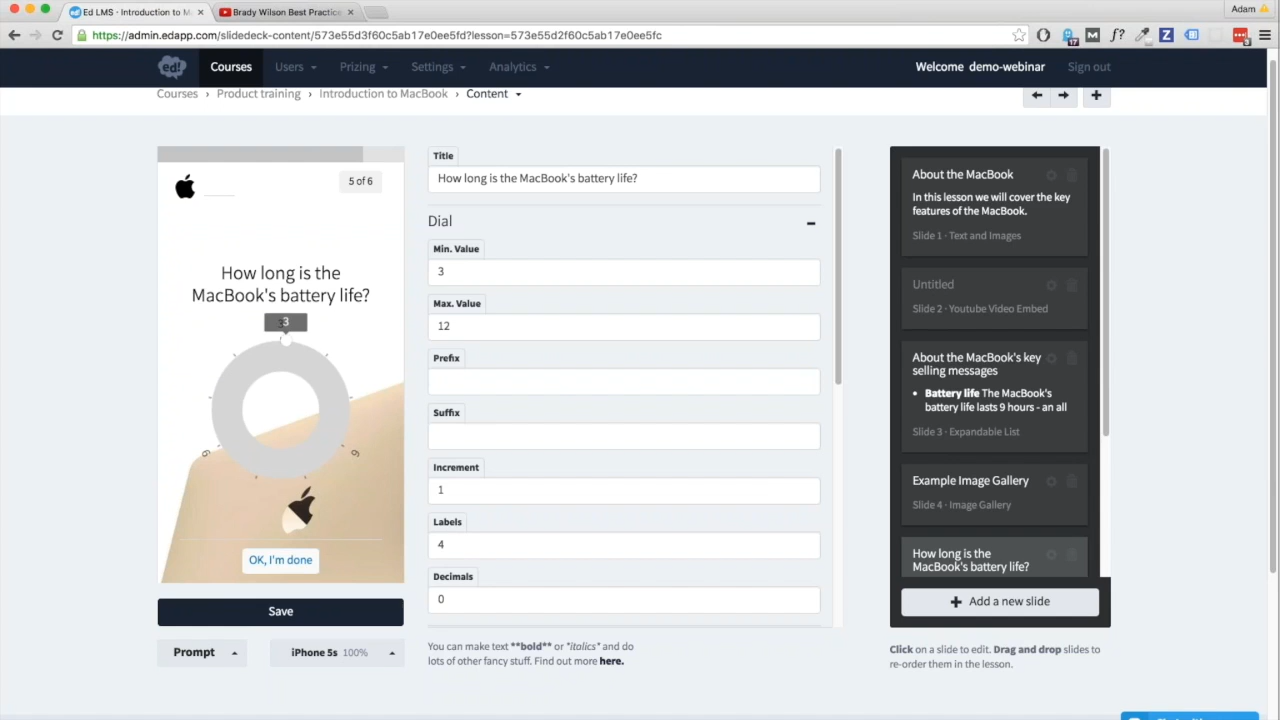 Ed LMS - Introduction to M
Brady Wilson Best Practice
Adam
https://admin.edapp.com/slidedeck-content/573e55d3f60c5ab17e0ee5fd?lesson=573e55d2f60c5ab17e0ee5fc
ed!
Courses
Users
Prizing
Settings
Analytics
Welcome demo-webinar
Sign out
Courses › Product training › Introduction to MacBook › Content
5 of 6
How long is the
MacBook's battery life?
3
6
9
OK, I'm done
Save
Prompt
iPhone 5s 100%
Title
How long is the MacBook's battery life?
Dial
Min. Value
3
Max. Value
12
Prefix
Suffix
Increment
1
Labels
4
Decimals
0
You can make text **bold** or *italics* and do
lots of other fancy stuff. Find out more here.
About the MacBook
In this lesson we will cover the key
features of the MacBook.
Slide 1 · Text and Images
Untitled
Slide 2 · Youtube Video Embed
About the MacBook's key
selling messages
• Battery life The MacBook's
battery life lasts 9 hours - an all
Slide 3 · Expandable List
Example Image Gallery
Slide 4 · Image Gallery
How long is the
MacBook's battery life?
Add a new slide
Click on a slide to edit. Drag and drop slides to
re-order them in the lesson.